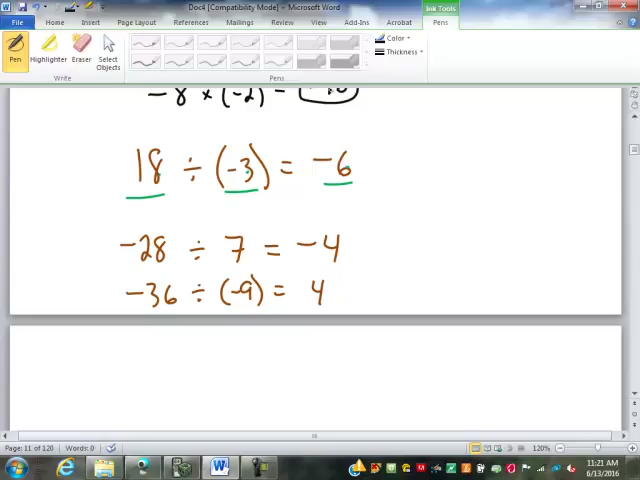 Doc4 [Compatibility Mode] - Microsoft Word
Ink Tools
File
Home Insert Page Layout References Mailings Review View Add-Ins Acrobat Pens
Pen Highlighter Eraser Select Objects
Color
Thickness
Write Pens
-8 × (-2) =
18 ÷ (-3) = -6
-28 ÷ 7 = -4
-36 ÷ (-9) = 4
Page: 11 of 120 Words: 0 120%
11:21 AM
6/13/2016